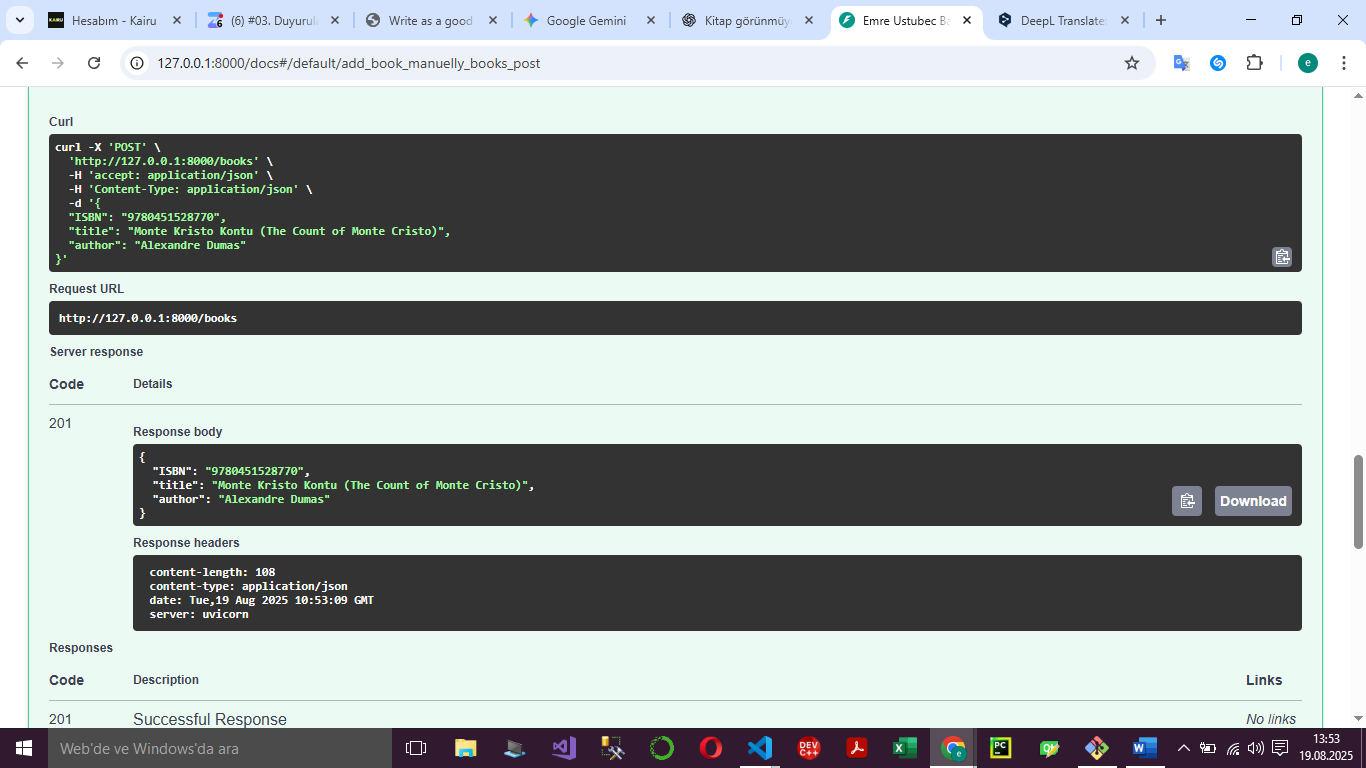 Hesabım - Kairu
(6) #03. Duyurulu
Write as a good
Google Gemini
Kitap görünmüy
Emre Ustubec Ba
DeepL Translate:
127.0.0.1:8000/docs#/default/add_book_manuelly_books_post
e
Curl
curl -X 'POST' \
'http://127.0.0.1:8000/books' \
-H 'accept: application/json' \
-H 'Content-Type: application/json' \
-d '{
"ISBN": "9780451528770",
"title": "Monte Kristo Kontu (The Count of Monte Cristo)",
"author": "Alexandre Dumas"
}'
Request URL
http://127.0.0.1:8000/books
Server response
Code Details
201
Response body
{
"ISBN": "9780451528770",
"title": "Monte Kristo Kontu (The Count of Monte Cristo)",
"author": "Alexandre Dumas"
}
Download
Response headers
content-length: 108
content-type: application/json
date: Tue,19 Aug 2025 10:53:09 GMT
server: uvicorn
Responses
Code Description Links
201 Successful Response No links
Web'de ve Windows'da ara
13:53
19.08.2025